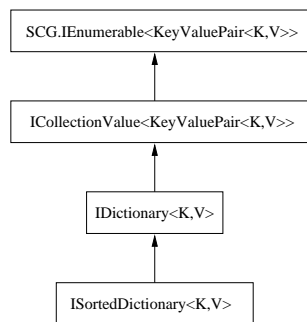 SCG.IEnumerable<KeyValuePair<K,V>>
ICollectionValue<KeyValuePair<K,V>>
IDictionary<K,V>
ISortedDictionary<K,V>